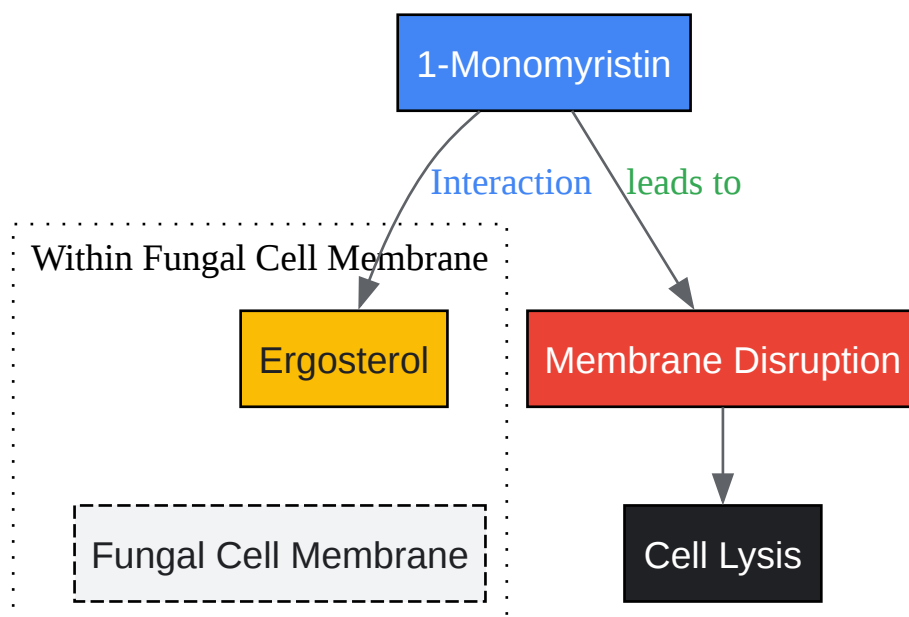 1-Monomyristin
Interaction
leads to
Within Fungal Cell Membrane
Ergosterol
Membrane Disruption
Fungal Cell Membrane
Cell Lysis